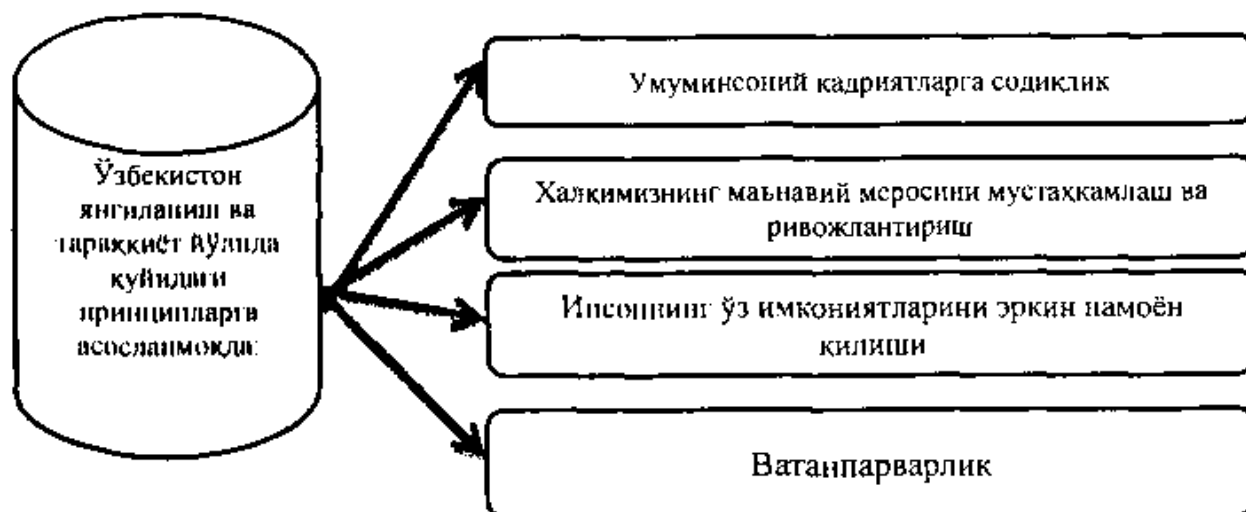 Ўзбекистон
янгиланиш ва
тараққиёт йўлида
қуйидаги
принципларга
асосланмоқда:
Умуминсоний кадриятларга содиқлик
Халқимизнинг маънавий меросини мустаҳкамлаш ва
ривожлантириш
Инсоннинг ўз имкониятларини эркин намоён
қилиши
Ватанпарварлик